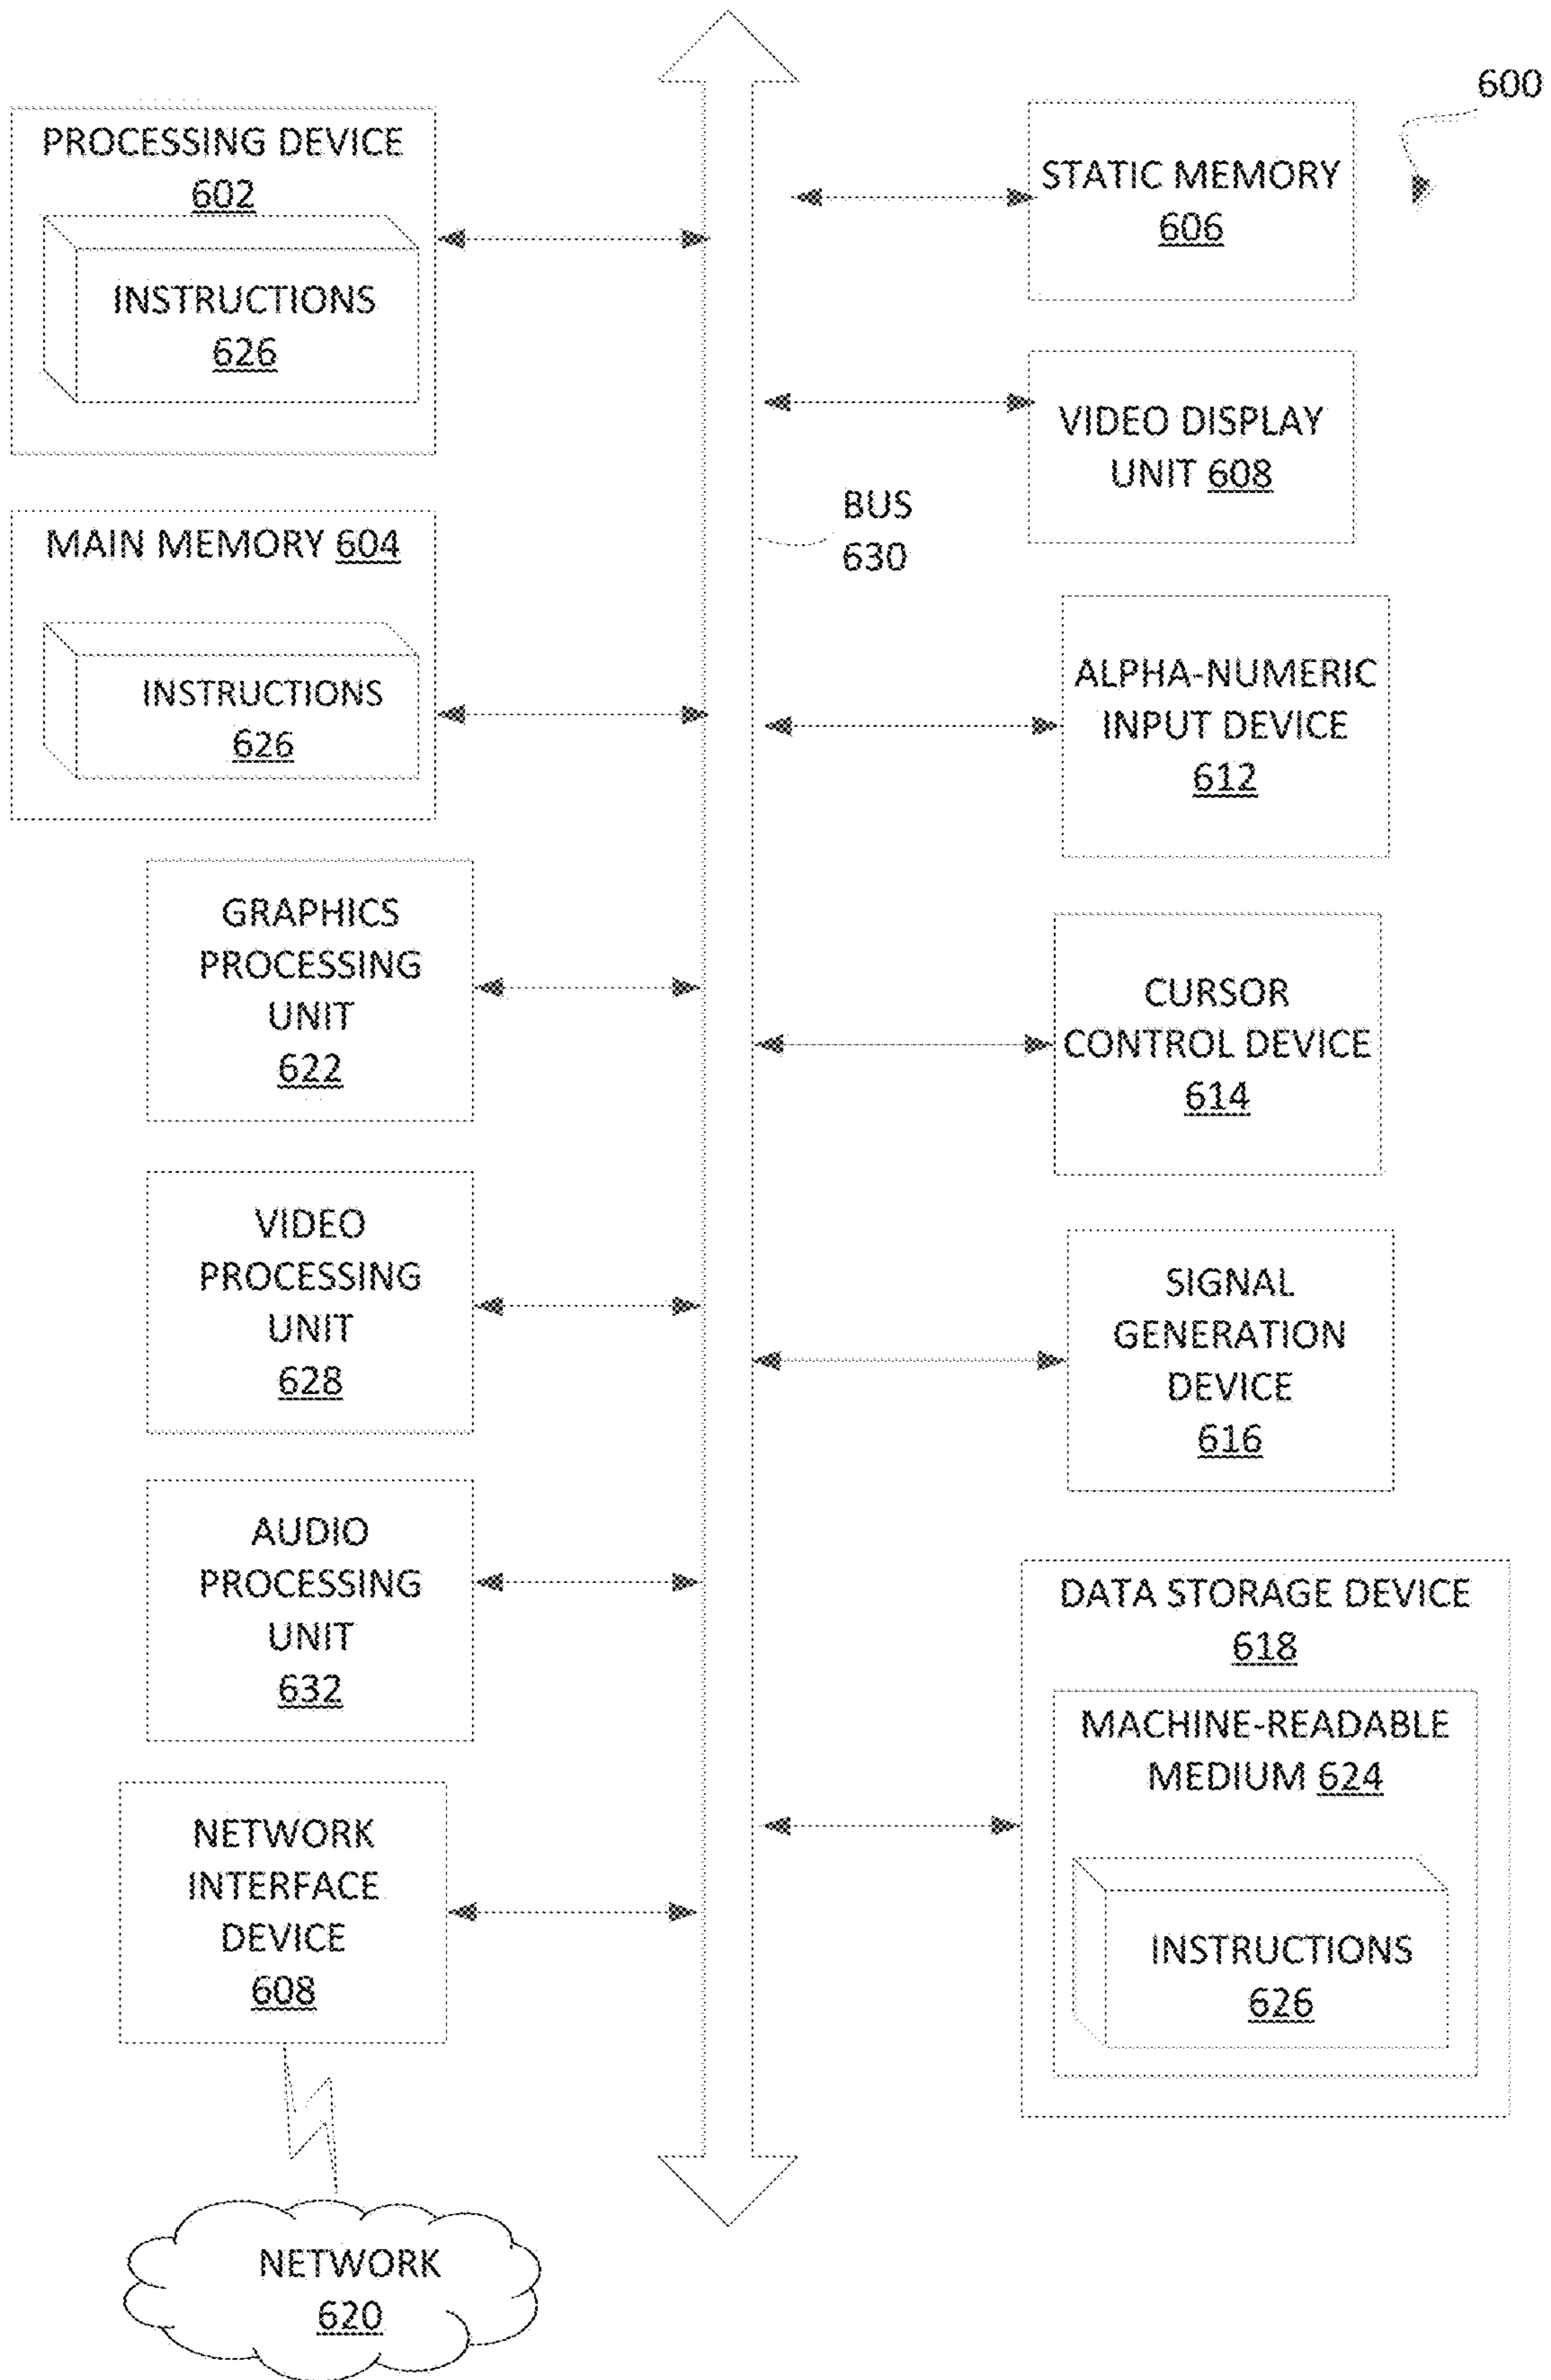 600
PROCESSING DEVICE
602
INSTRUCTIONS
626
MAIN MEMORY 604
INSTRUCTIONS
626
GRAPHICS
PROCESSING
UNIT
622
VIDEO
PROCESSING
UNIT
628
AUDIO
PROCESSING
UNIT
632
NETWORK
INTERFACE
DEVICE
608
NETWORK
620
BUS
630
STATIC MEMORY
606
VIDEO DISPLAY
UNIT 608
ALPHA-NUMERIC
INPUT DEVICE
612
CURSOR
CONTROL DEVICE
614
SIGNAL
GENERATION
DEVICE
616
DATA STORAGE DEVICE
618
MACHINE-READABLE
MEDIUM 624
INSTRUCTIONS
626